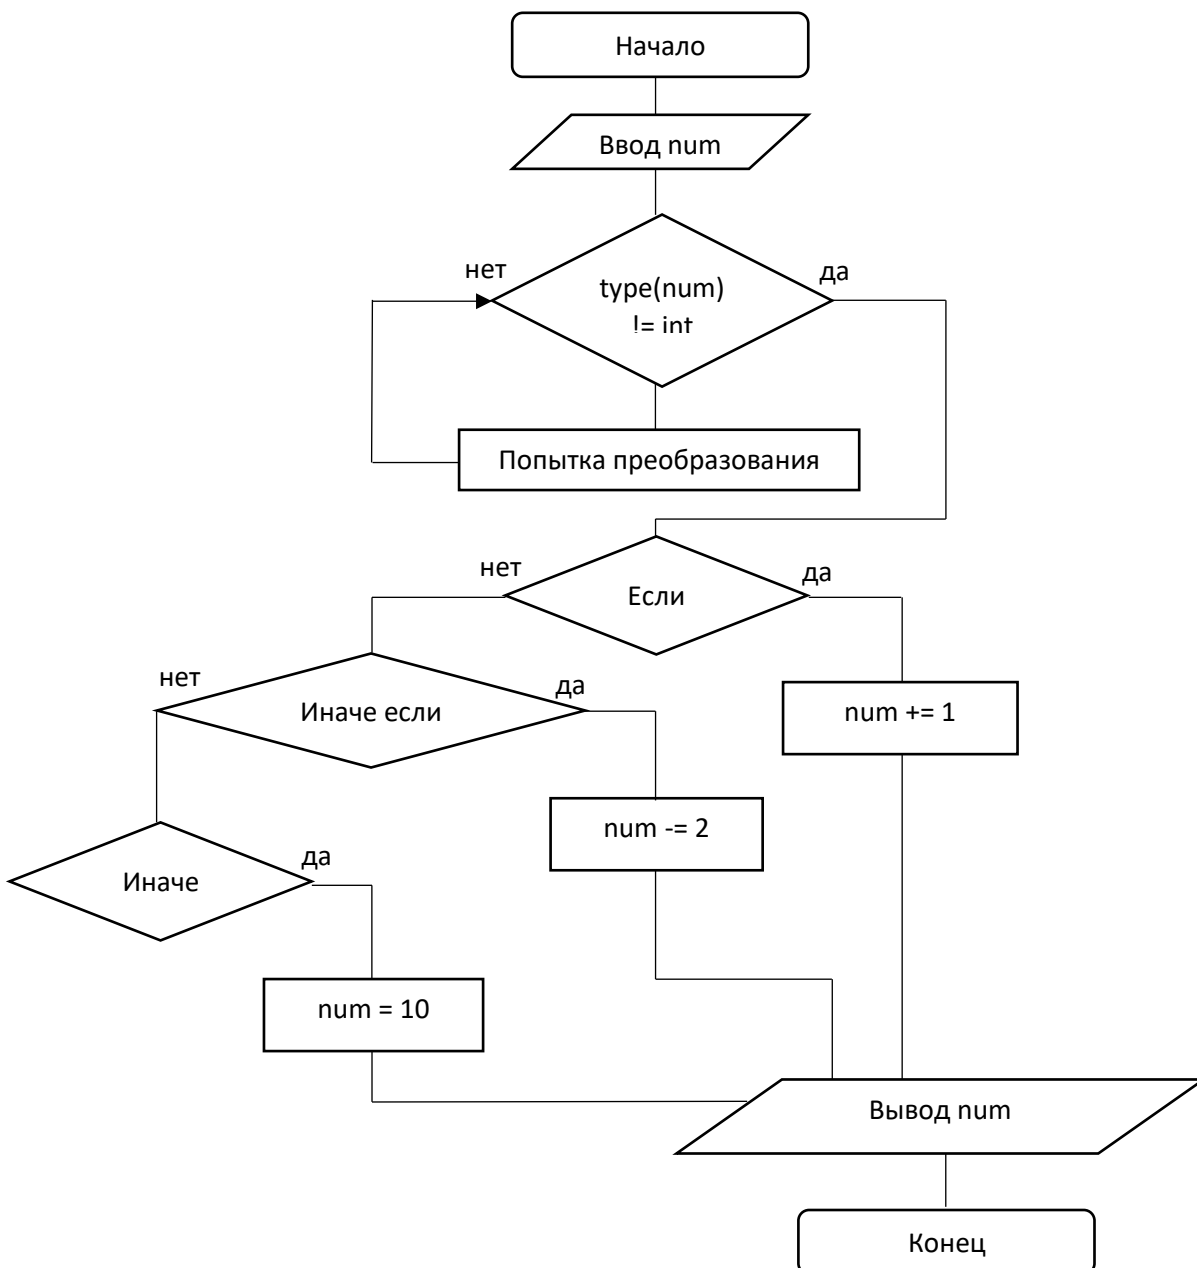 Начало
Ввод num
нет
да
type(num)
!= int
Попытка преобразования
нет
да
Если
нет
да
Иначе если
num += 1
num -= 2
да
Иначе
num = 10
Вывод num
Конец